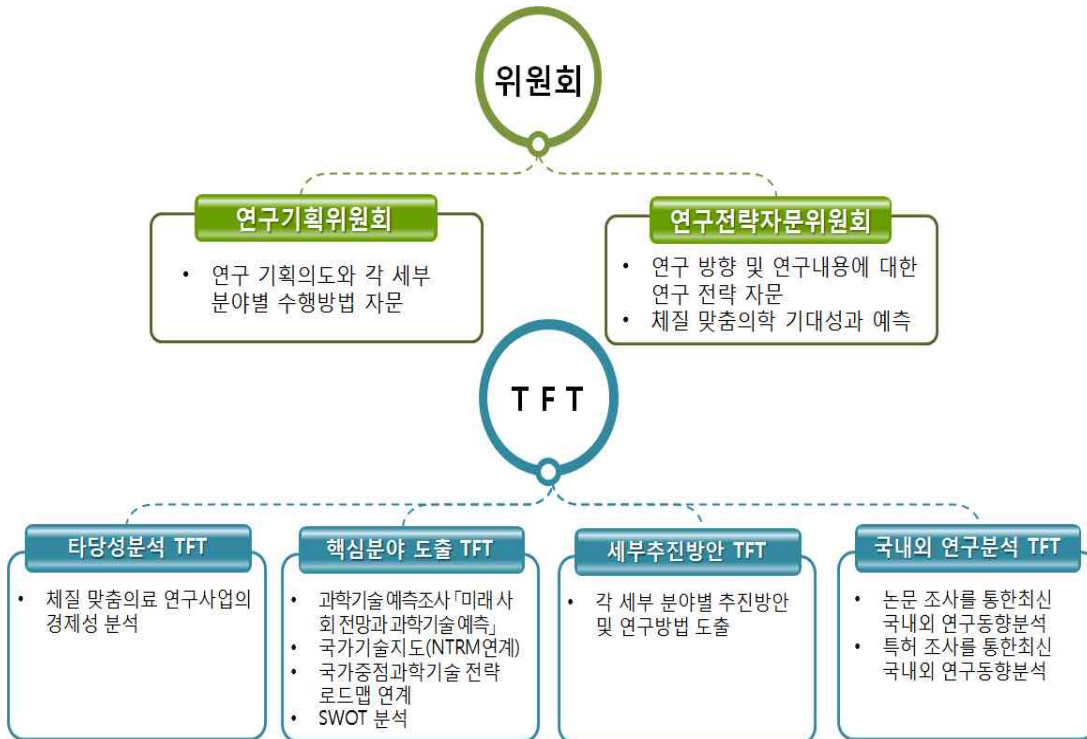 위원회
연구기획위원회
• 연구 기획의도와 각 세부
분야별 수행방법 자문
연구전략자문위원회
• 연구 방향 및 연구내용에 대한
연구 전략 자문
• 체질 맞춤의학 기대성과 예측
T F T
타당성분석 TFT
• 체질 맞춤의료 연구사업의
경제성 분석
핵심분야 도출 TFT
• 과학기술 예측조사 「미래 사
회 전망과 과학기술 예측」
• 국가기술지도(NTRM연계)
• 국가중점과학기술 전략
로드맵 연계
• SWOT 분석
세부추진방안 TFT
• 각 세부 분야별 추진방안
및 연구방법 도출
국내외 연구분석 TFT
• 논문 조사를 통한최신
국내외 연구동향분석
• 특허 조사를 통한최신
국내외 연구동향분석